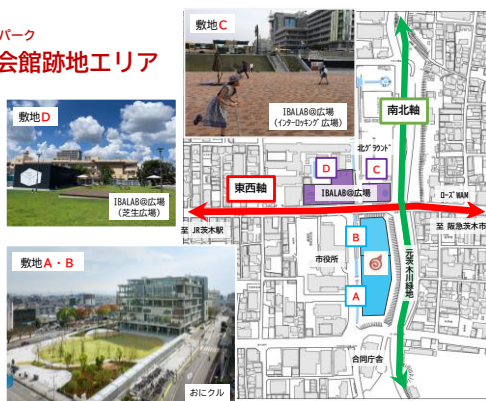 パーク
会館跡地エリア
敷地C
IBALAB@広場
(インターロッキング広場)
敷地D
IBALAB@広場
(芝生広場)
敷地A・B
おにクル
南北軸
北グラウンド
D
C
IBALAB@広場
東西軸
ローズWAM
至 JR茨木駅
至 阪急茨木市
B
市役所
A
元茨木川緑地
合同庁舎